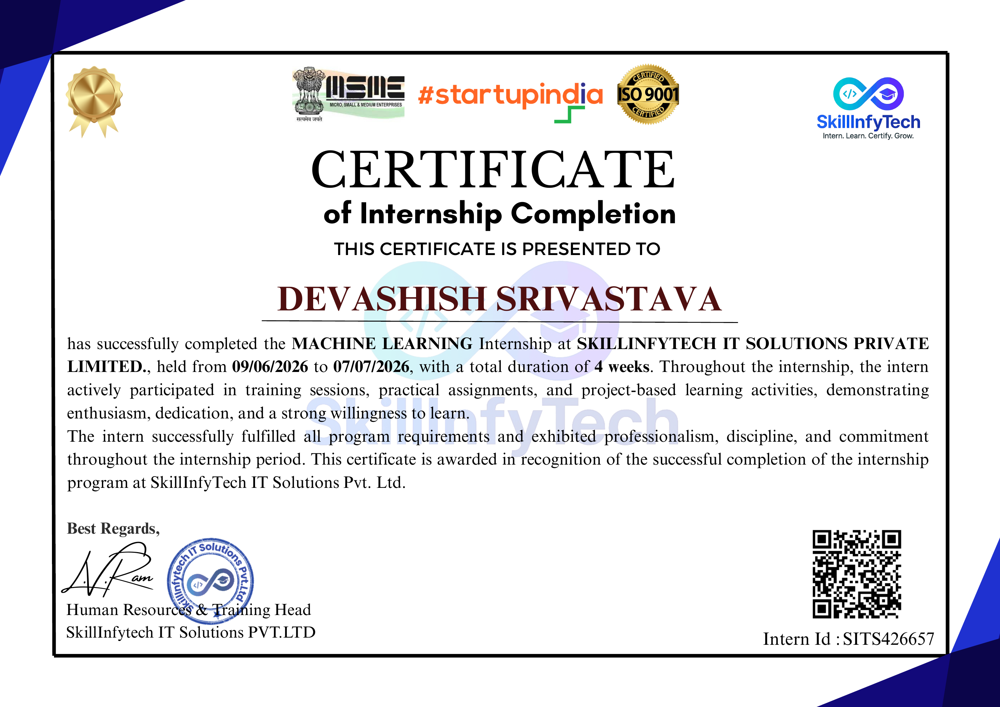 MSME
MICRO, SMALL & MEDIUM ENTERPRISES
सत्यमेव जयते
#startupindia
CERTIFIED
ISO 9001
CERTIFIED
</>
SkillInfyTech
Intern. Learn. Certify. Grow.
CERTIFICATE
of Internship Completion
THIS CERTIFICATE IS PRESENTED TO
DEVASHISH SRIVASTAVA
has successfully completed the MACHINE LEARNING Internship at SKILLINFYTECH IT SOLUTIONS PRIVATE
LIMITED., held from 09/06/2026 to 07/07/2026, with a total duration of 4 weeks. Throughout the internship, the intern
actively participated in training sessions, practical assignments, and project-based learning activities, demonstrating
enthusiasm, dedication, and a strong willingness to learn.
The intern successfully fulfilled all program requirements and exhibited professionalism, discipline, and commitment
throughout the internship period. This certificate is awarded in recognition of the successful completion of the internship
program at SkillInfyTech IT Solutions Pvt. Ltd.
</>
SkillInfyTech
Best Regards,
A.V.Ram
SkillInfytech IT Solutions Pvt.Ltd
</>
Human Resources & Training Head
SkillInfytech IT Solutions PVT.LTD
Intern Id : SITS426657